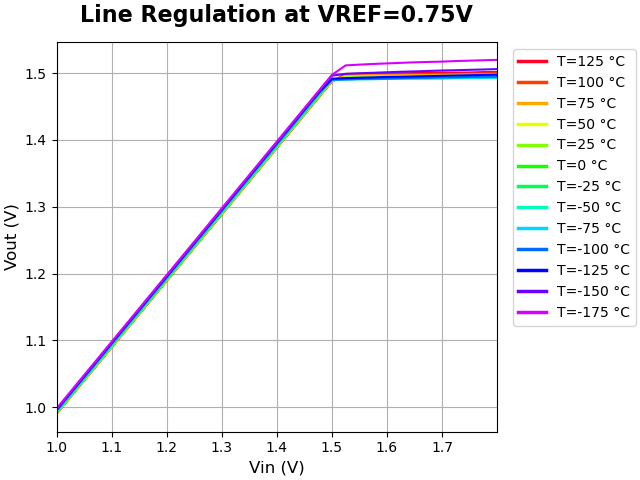 Line Regulation at VREF=0.75V
Vout (V)
1.5
1.4
1.3
1.2
1.1
1.0
1.0 1.1 1.2 1.3 1.4 1.5 1.6 1.7
Vin (V)
T=125 °C
T=100 °C
T=75 °C
T=50 °C
T=25 °C
T=0 °C
T=-25 °C
T=-50 °C
T=-75 °C
T=-100 °C
T=-125 °C
T=-150 °C
T=-175 °C